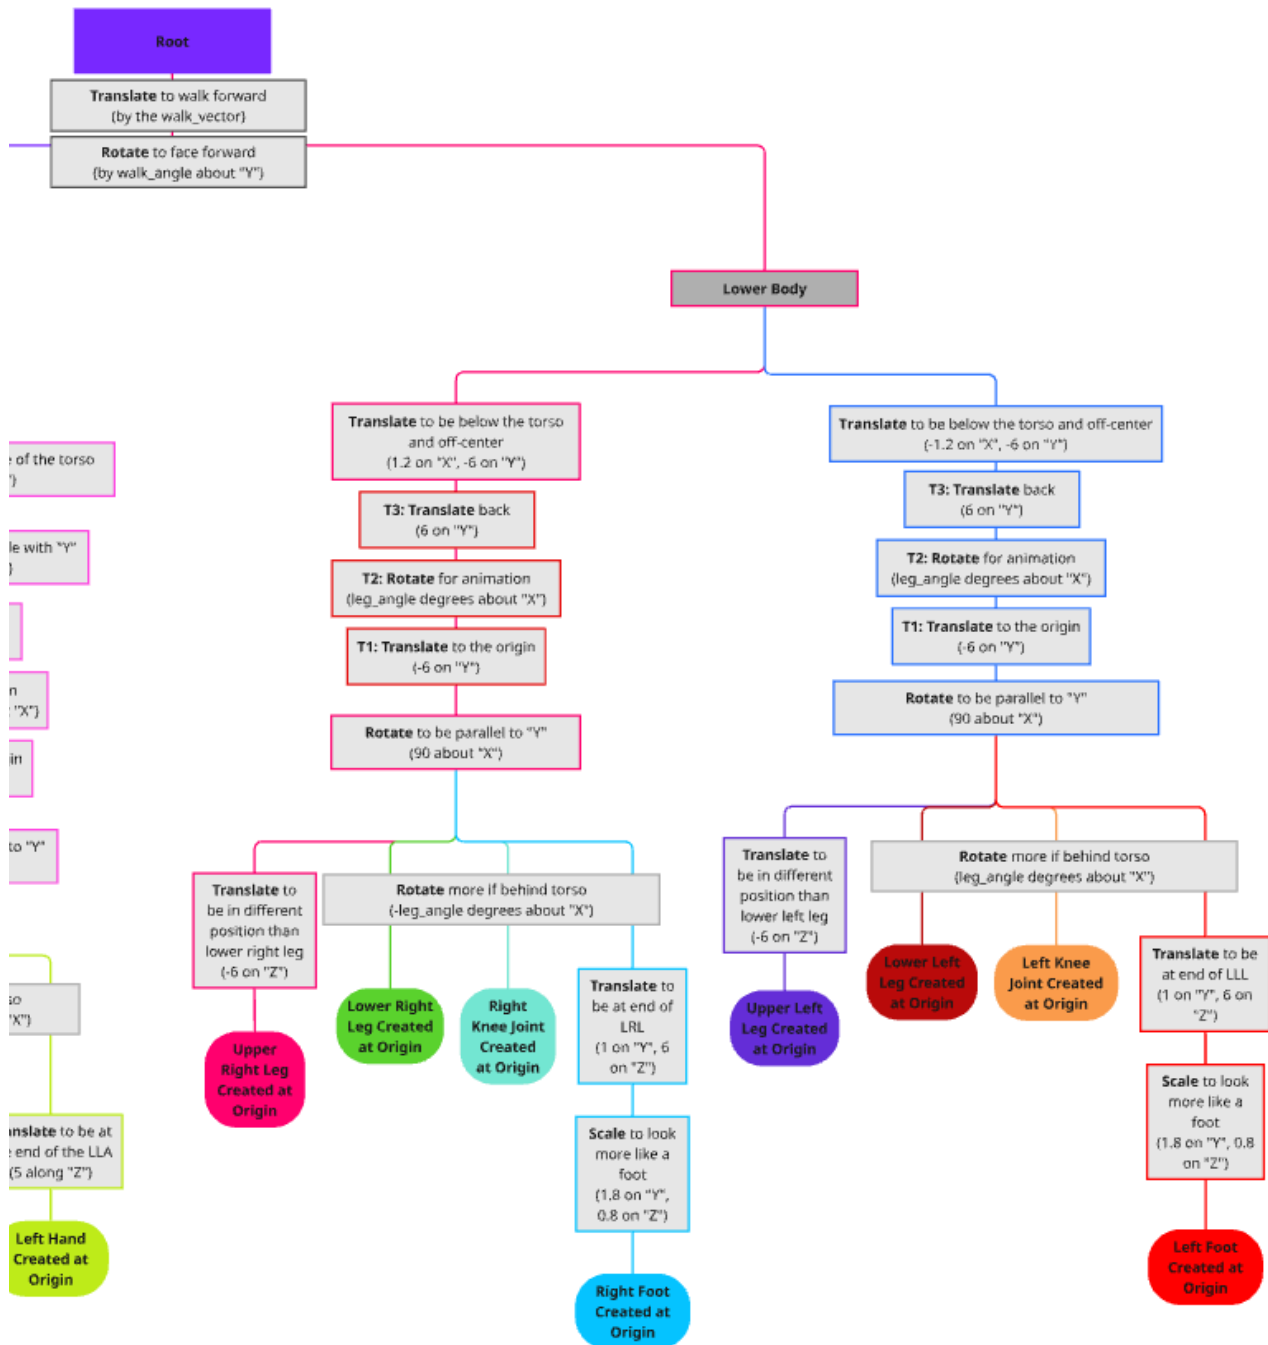 Root
Translate to walk forward
(by the walk_vector)
Rotate to face forward
(by walk_angle about "Y")
Lower Body
Translate to be below the torso
and off-center
(1.2 on "X", -6 on "Y")
T3: Translate back
(6 on "Y")
T2: Rotate for animation
(leg_angle degrees about "X")
T1: Translate to the origin
(-6 on "Y")
Rotate to be parallel to "Y"
(90 about "X")
Translate to be below the torso and off-center
(-1.2 on "X", -6 on "Y")
T3: Translate back
(6 on "Y")
T2: Rotate for animation
(leg_angle degrees about "X")
T1: Translate to the origin
(-6 on "Y")
Rotate to be parallel to "Y"
(90 about "X")
of the torso
with "Y"
"X")
to "Y"
"X")
to be at
end of the LLA
(5 along "Z")
Left Hand
Created at
Origin
Translate to
be in different
position than
lower right leg
(-6 on "Z")
Upper
Right Leg
Created at
Origin
Rotate more if behind torso
(-leg_angle degrees about "X")
Lower Right
Leg Created
at Origin
Right
Knee Joint
Created
at Origin
Translate to
be at end of
LRL
(1 on "Y", 6
on "Z")
Scale to look
more like a
foot
(1.8 on "Y",
0.8 on "Z")
Right Foot
Created at
Origin
Translate to
be in different
position than
lower left leg
(-6 on "Z")
Upper Left
Leg Created
at Origin
Rotate more if behind torso
(leg_angle degrees about "X")
Lower Left
Leg Created
at Origin
Left Knee
Joint Created
at Origin
Translate to be
at end of LLL
(1 on "Y", 6 on
"Z")
Scale to look
more like a
foot
(1.8 on "Y", 0.8
on "Z")
Left Foot
Created at
Origin